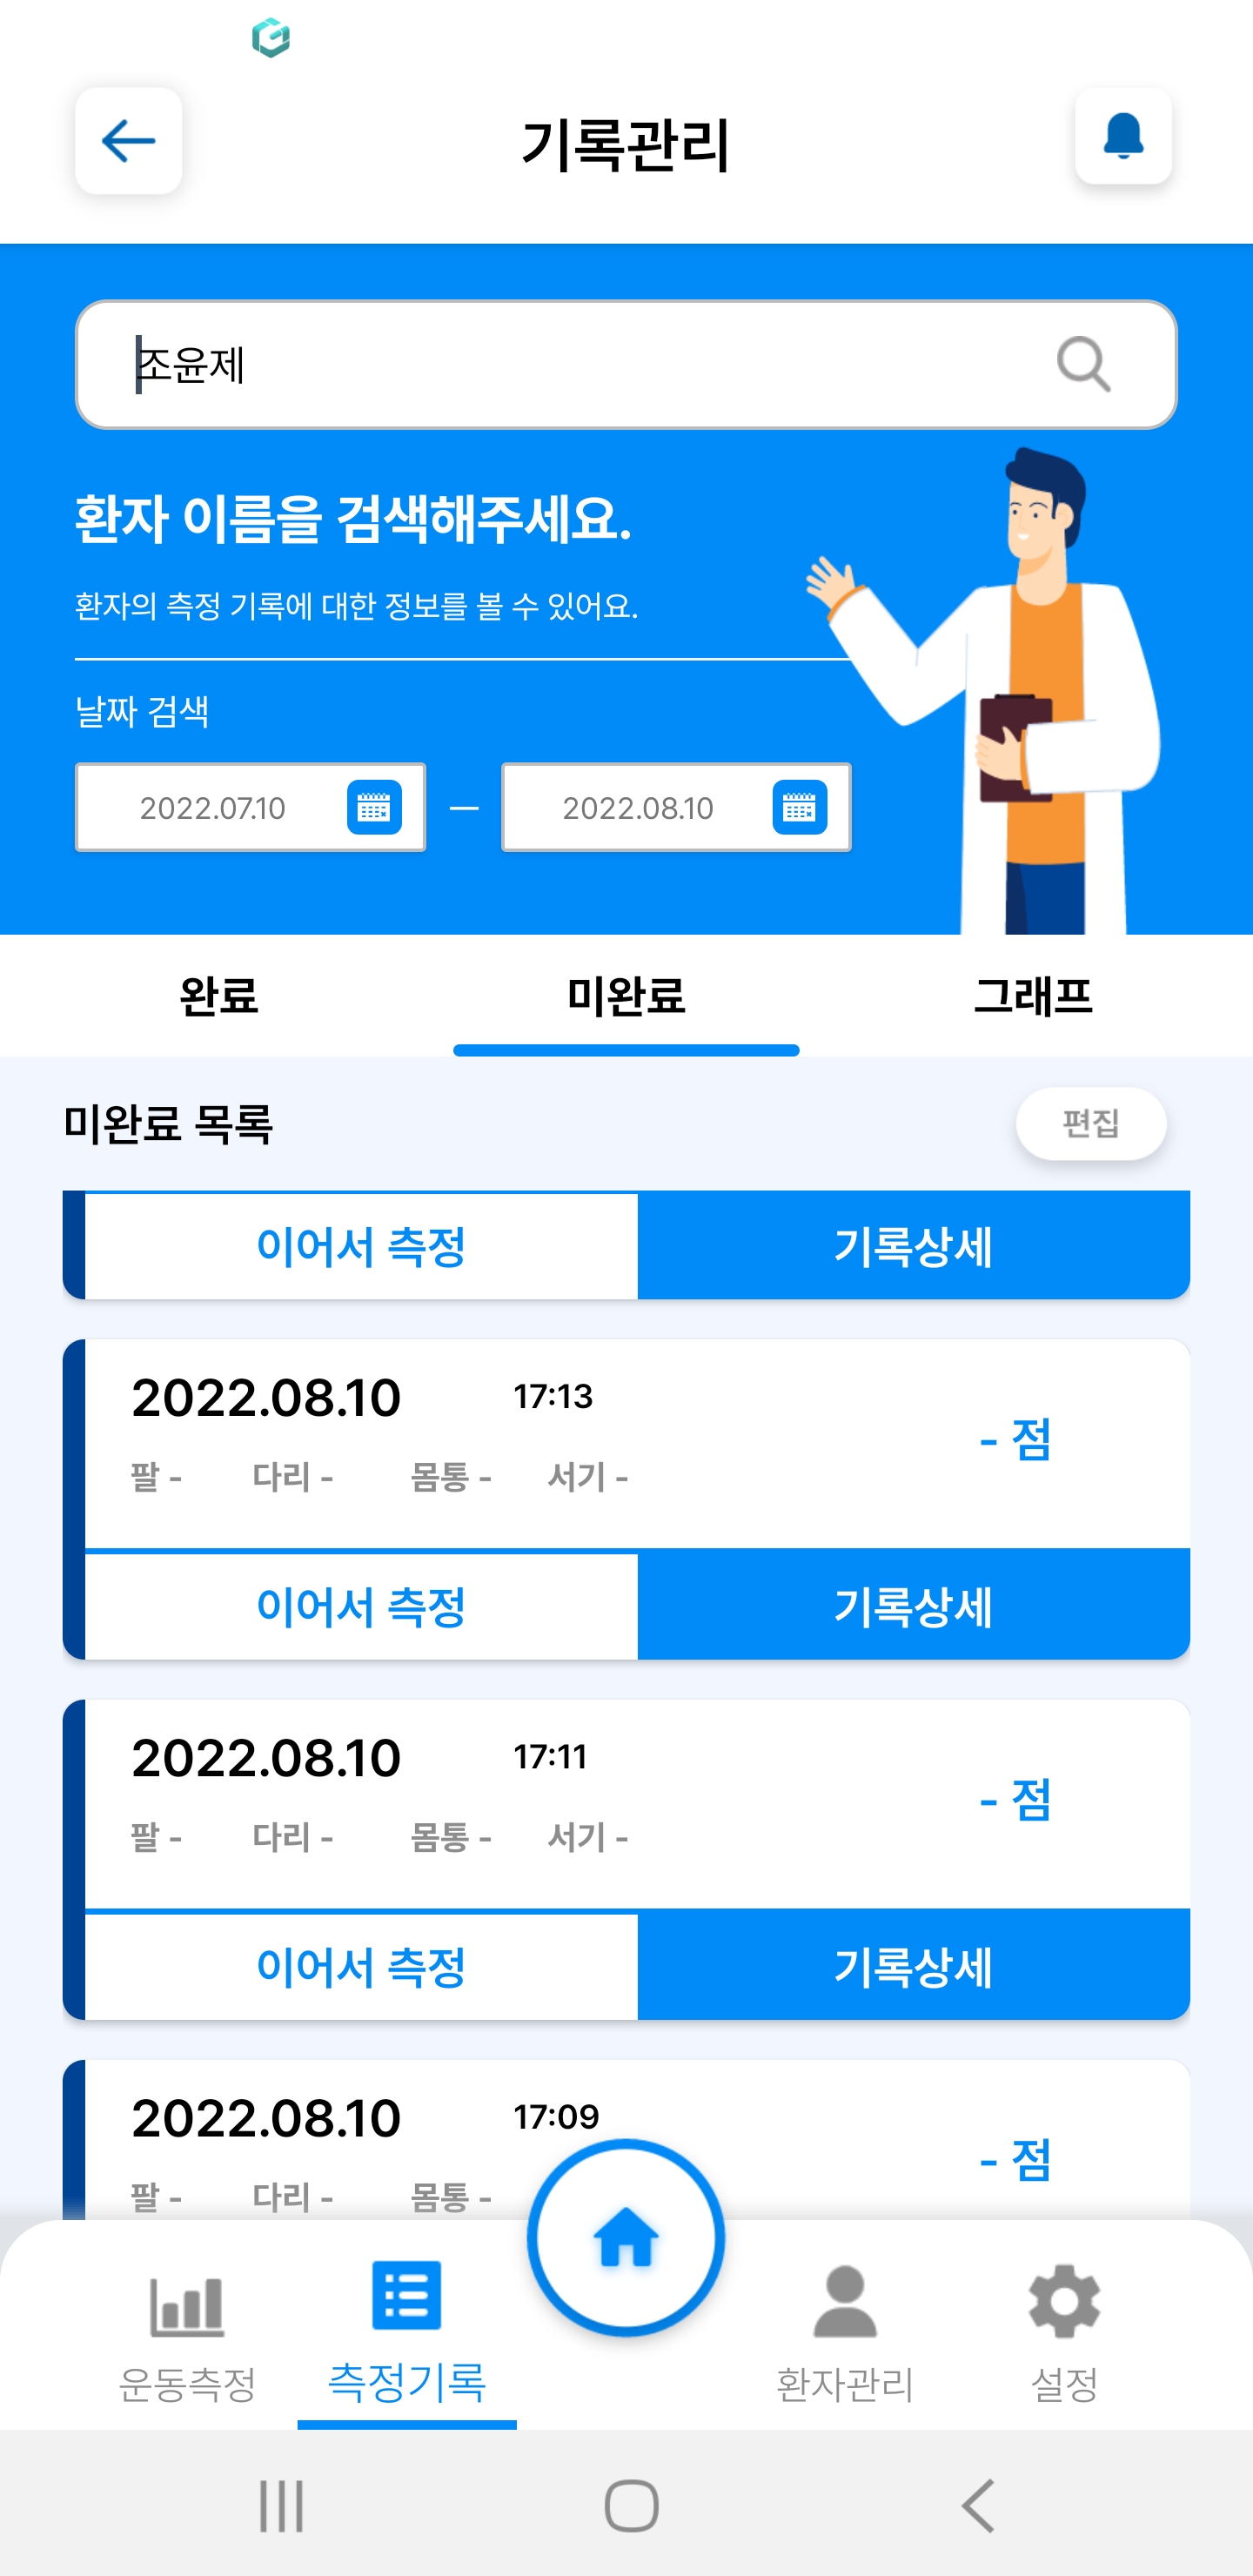 기록관리
조윤제
환자 이름을 검색해주세요.
환자의 측정 기록에 대한 정보를 볼 수 있어요.
날짜 검색
2022.07.10 — 2022.08.10
완료 미완료 그래프
미완료 목록 편집
이어서 측정 기록상세
2022.08.10 17:13
- 점
팔 - 다리 - 몸통 - 서기 -
이어서 측정 기록상세
2022.08.10 17:11
- 점
팔 - 다리 - 몸통 - 서기 -
이어서 측정 기록상세
2022.08.10 17:09
- 점
팔 - 다리 - 몸통 -
운동측정 측정기록 환자관리 설정